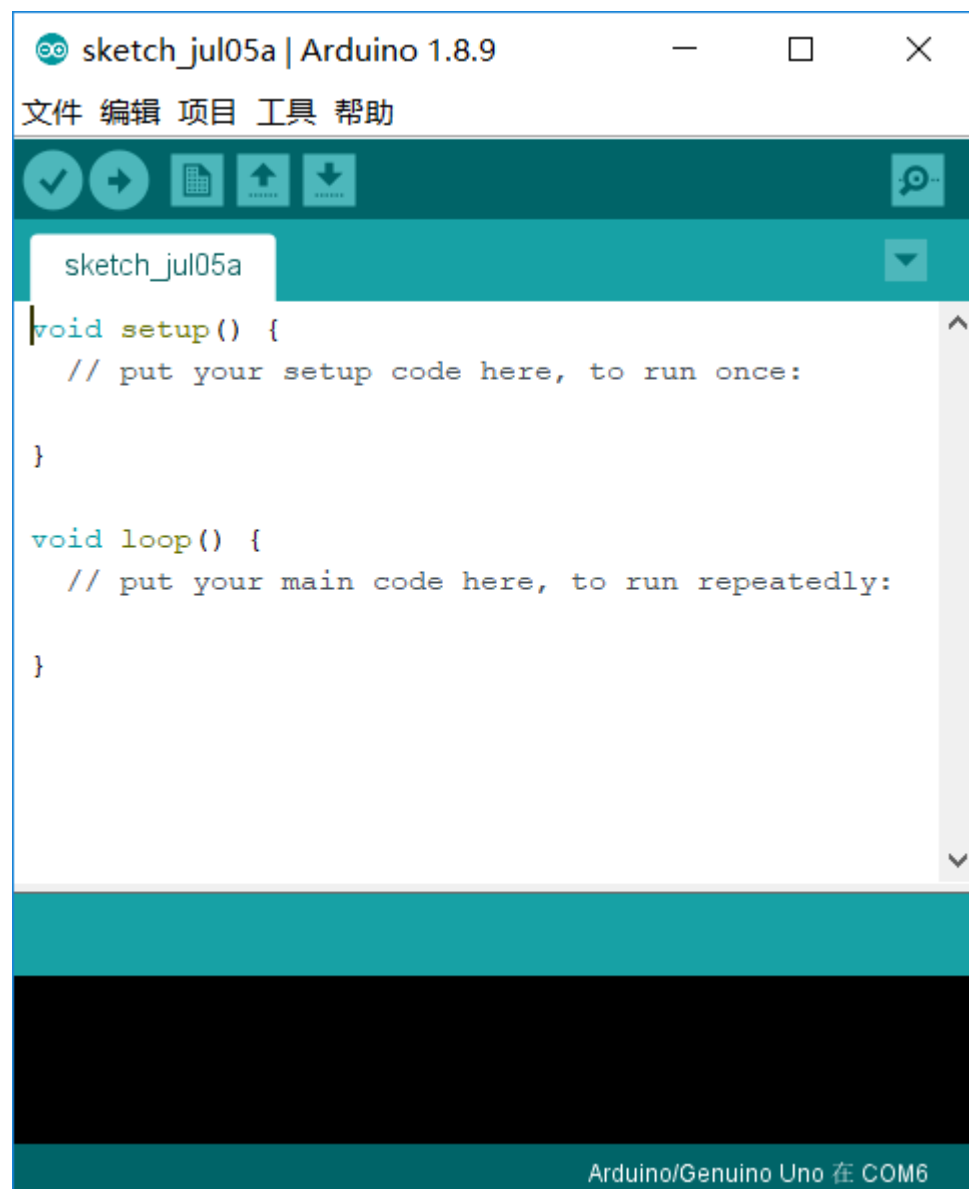 sketch_jul05a | Arduino 1.8.9
文件 编辑 项目 工具 帮助
sketch_jul05a
void setup() {
  // put your setup code here, to run once:
}
void loop() {
  // put your main code here, to run repeatedly:
}
Arduino/Genuino Uno 在 COM6